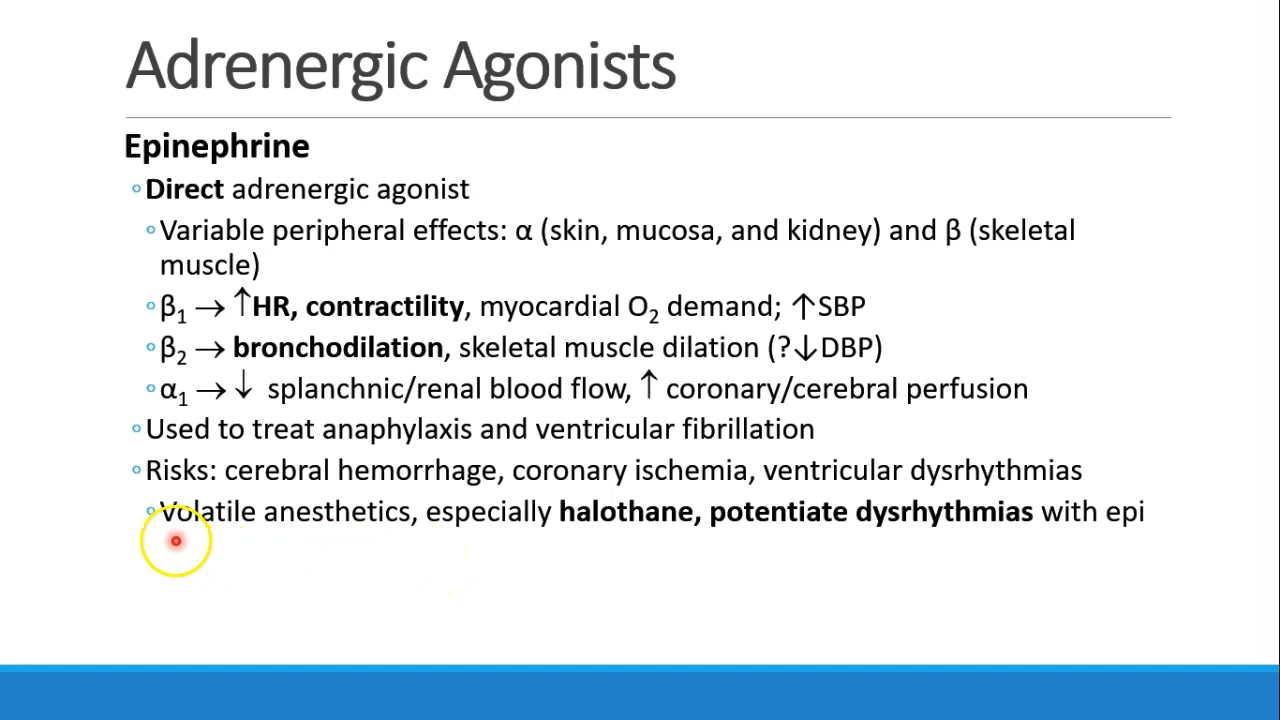 Adrenergic Agonists
Epinephrine
◦Direct adrenergic agonist
◦Variable peripheral effects: α (skin, mucosa, and kidney) and β (skeletal
muscle)
◦β₁ → ↑HR, contractility, myocardial O₂ demand; ↑SBP
◦β₂ → bronchodilation, skeletal muscle dilation (?↓DBP)
◦α₁ → ↓ splanchnic/renal blood flow, ↑ coronary/cerebral perfusion
◦Used to treat anaphylaxis and ventricular fibrillation
◦Risks: cerebral hemorrhage, coronary ischemia, ventricular dysrhythmias
◦Volatile anesthetics, especially halothane, potentiate dysrhythmias with epi